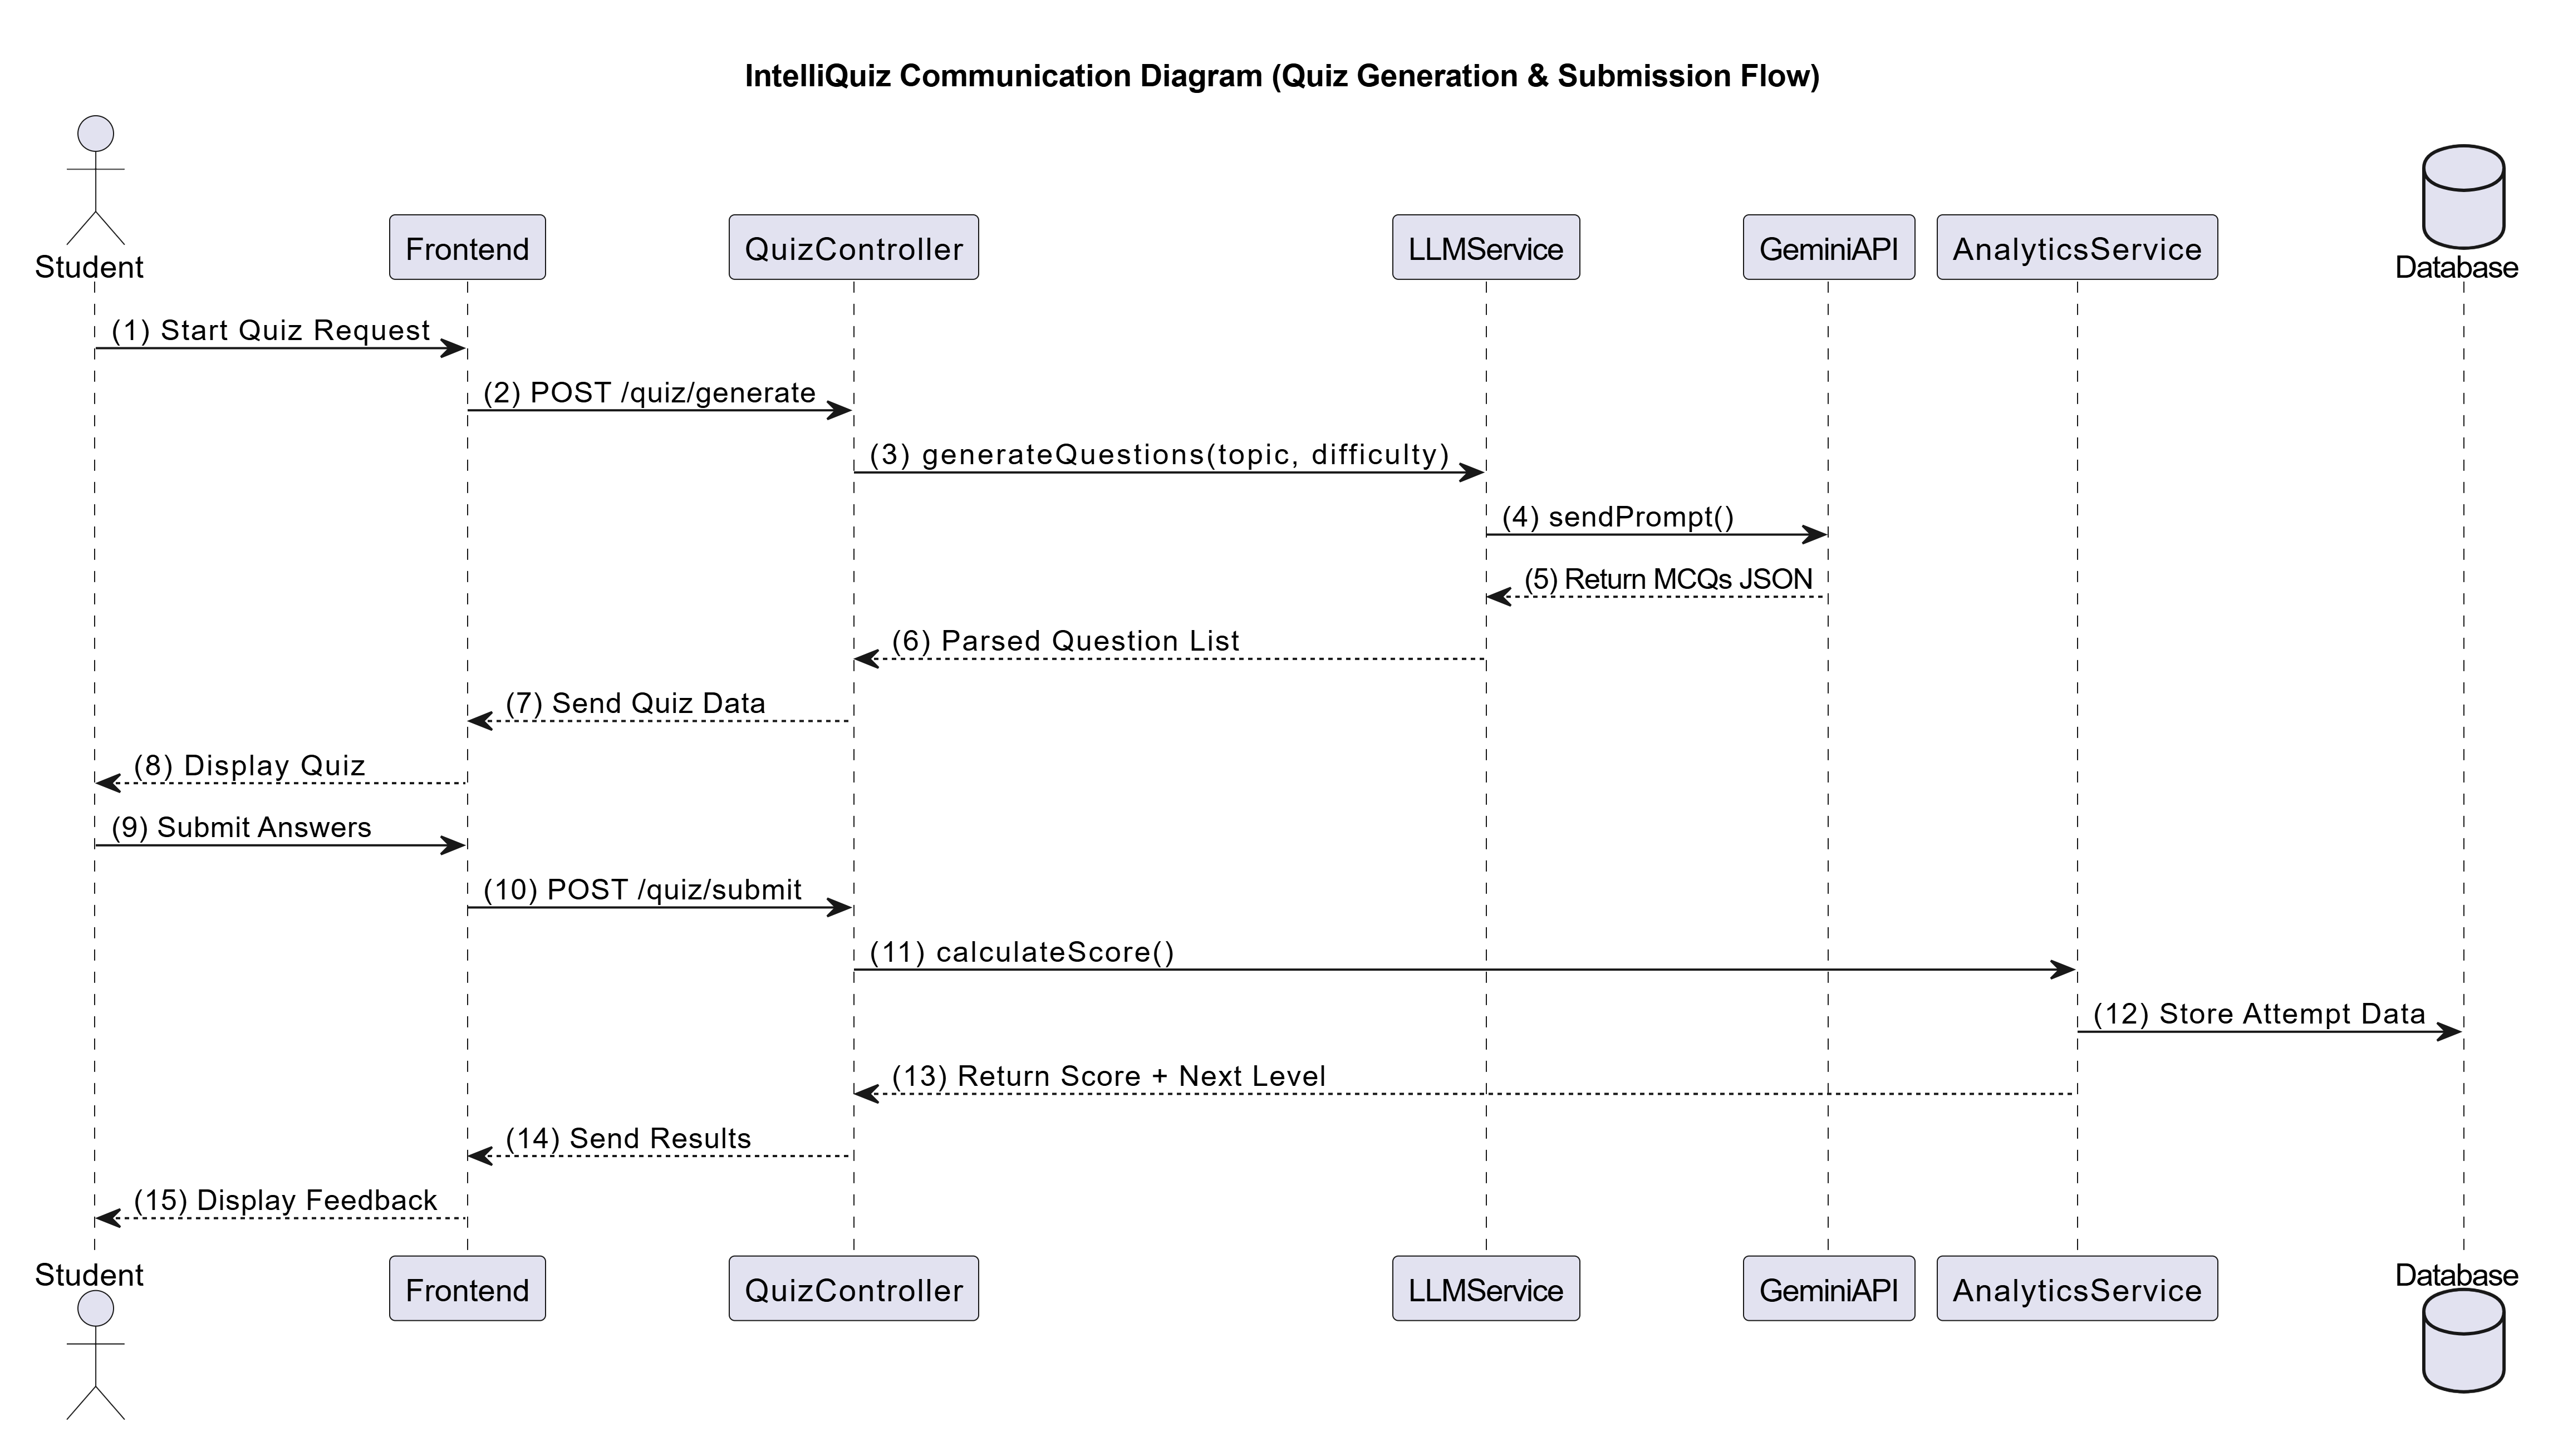 IntelliQuiz Communication Diagram (Quiz Generation & Submission Flow)
Student
Frontend
QuizController
LLMService
GeminiAPI
AnalyticsService
Database
(1) Start Quiz Request
(2) POST /quiz/generate
(3) generateQuestions(topic, difficulty)
(4) sendPrompt()
(5) Return MCQs JSON
(6) Parsed Question List
(7) Send Quiz Data
(8) Display Quiz
(9) Submit Answers
(10) POST /quiz/submit
(11) calculateScore()
(12) Store Attempt Data
(13) Return Score + Next Level
(14) Send Results
(15) Display Feedback
Student
Frontend
QuizController
LLMService
GeminiAPI
AnalyticsService
Database